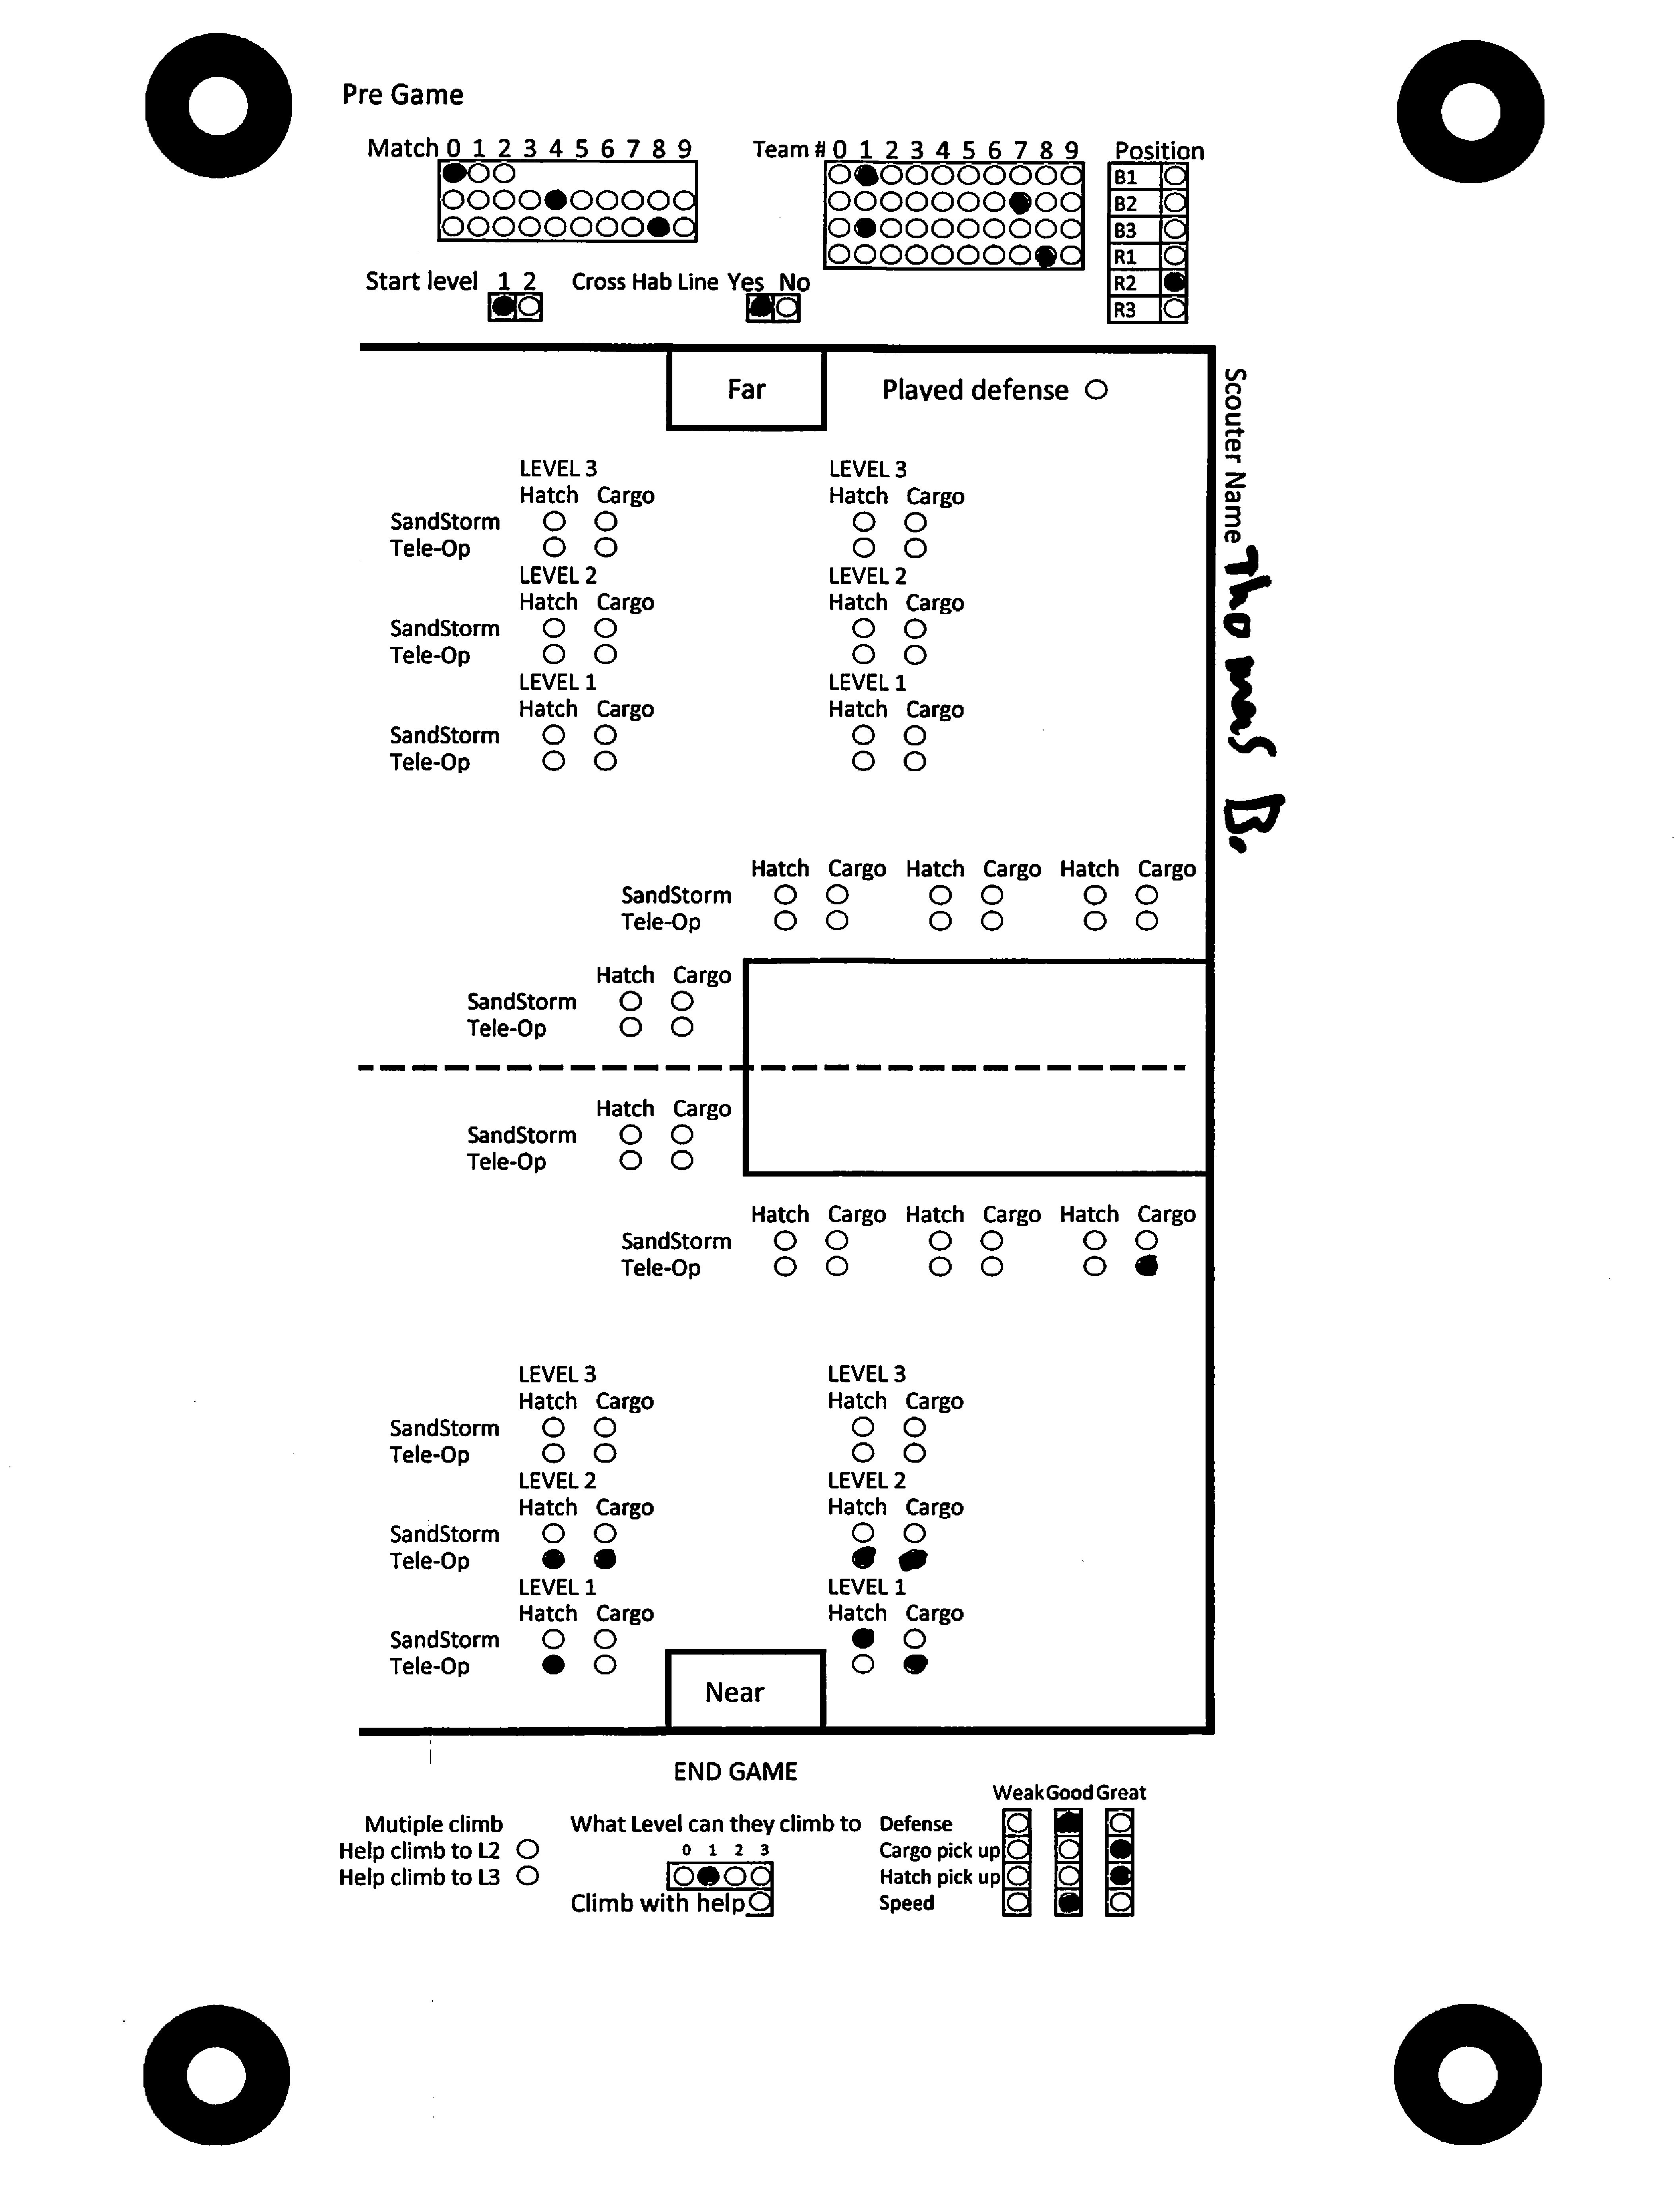 Pre Game
Match 0 1 2 3 4 5 6 7 8 9
Team # 0 1 2 3 4 5 6 7 8 9
Position
B1
B2
B3
R1
R2
R3
Start level 1 2
Cross Hab Line Yes No
Far
Played defense
Scouter Name Thomas B.
LEVEL 3 LEVEL 3
Hatch Cargo Hatch Cargo
SandStorm
Tele-Op
LEVEL 2 LEVEL 2
Hatch Cargo Hatch Cargo
SandStorm
Tele-Op
LEVEL 1 LEVEL 1
Hatch Cargo Hatch Cargo
SandStorm
Tele-Op
Hatch Cargo Hatch Cargo Hatch Cargo
SandStorm
Tele-Op
Hatch Cargo
SandStorm
Tele-Op
Hatch Cargo
SandStorm
Tele-Op
Hatch Cargo Hatch Cargo Hatch Cargo
SandStorm
Tele-Op
LEVEL 3 LEVEL 3
Hatch Cargo Hatch Cargo
SandStorm
Tele-Op
LEVEL 2 LEVEL 2
Hatch Cargo Hatch Cargo
SandStorm
Tele-Op
LEVEL 1 LEVEL 1
Hatch Cargo Hatch Cargo
SandStorm
Tele-Op
Near
END GAME
Mutiple climb
Help climb to L2
Help climb to L3
What Level can they climb to
0 1 2 3
Climb with help
Weak Good Great
Defense
Cargo pick up
Hatch pick up
Speed